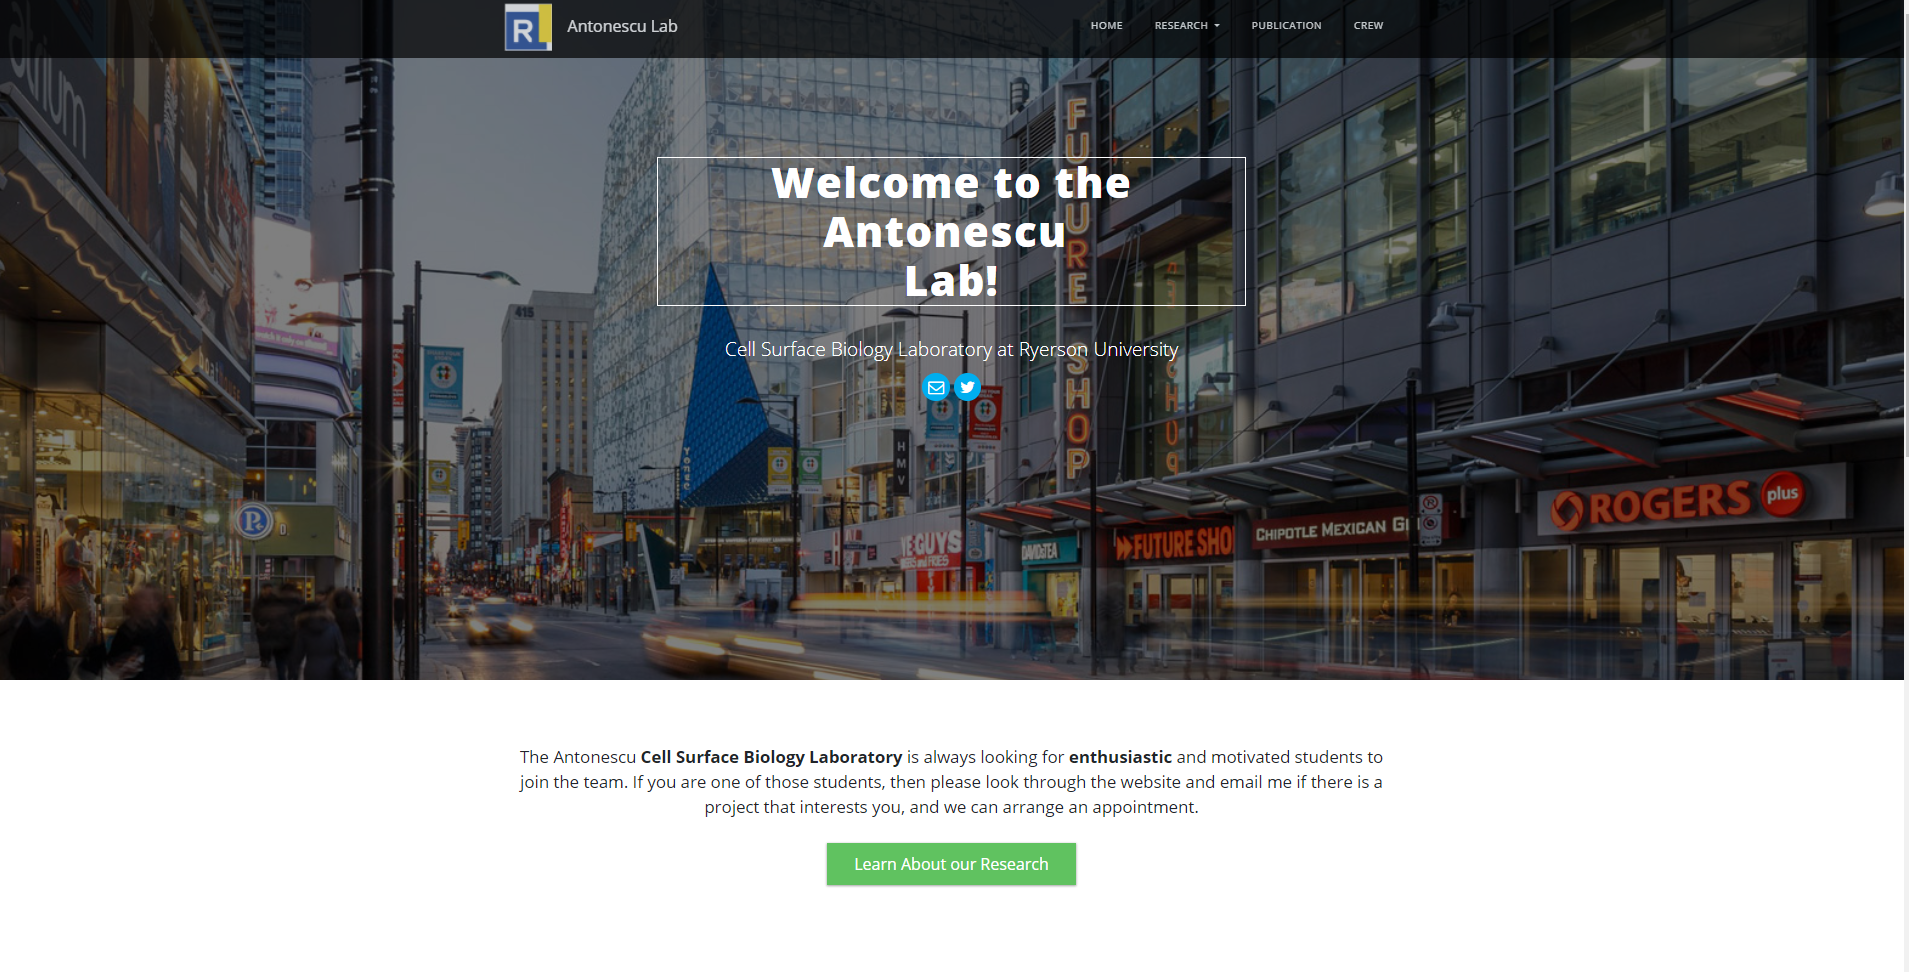 R
Antonescu Lab
HOME
RESEARCH
PUBLICATION
CREW
atrium
FUTURE SHOP
Welcome to the
Antonescu
Lab!
415
Cell Surface Biology Laboratory at Ryerson University
HMV
Yonge
R
ROGERS plus
CHIPOTLE MEXICAN
FUTURE SHO
DAVIDsTEA
GUYS
The Antonescu Cell Surface Biology Laboratory is always looking for enthusiastic and motivated students to
join the team. If you are one of those students, then please look through the website and email me if there is a
project that interests you, and we can arrange an appointment.
Learn About our Research